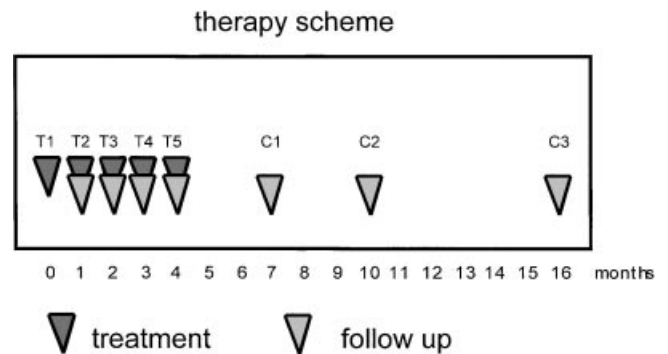 therapy scheme
T1 T2 T3 T4 T5 C1 C2 C3
0 1 2 3 4 5 6 7 8 9 10 11 12 13 14 15 16 months
treatment follow up